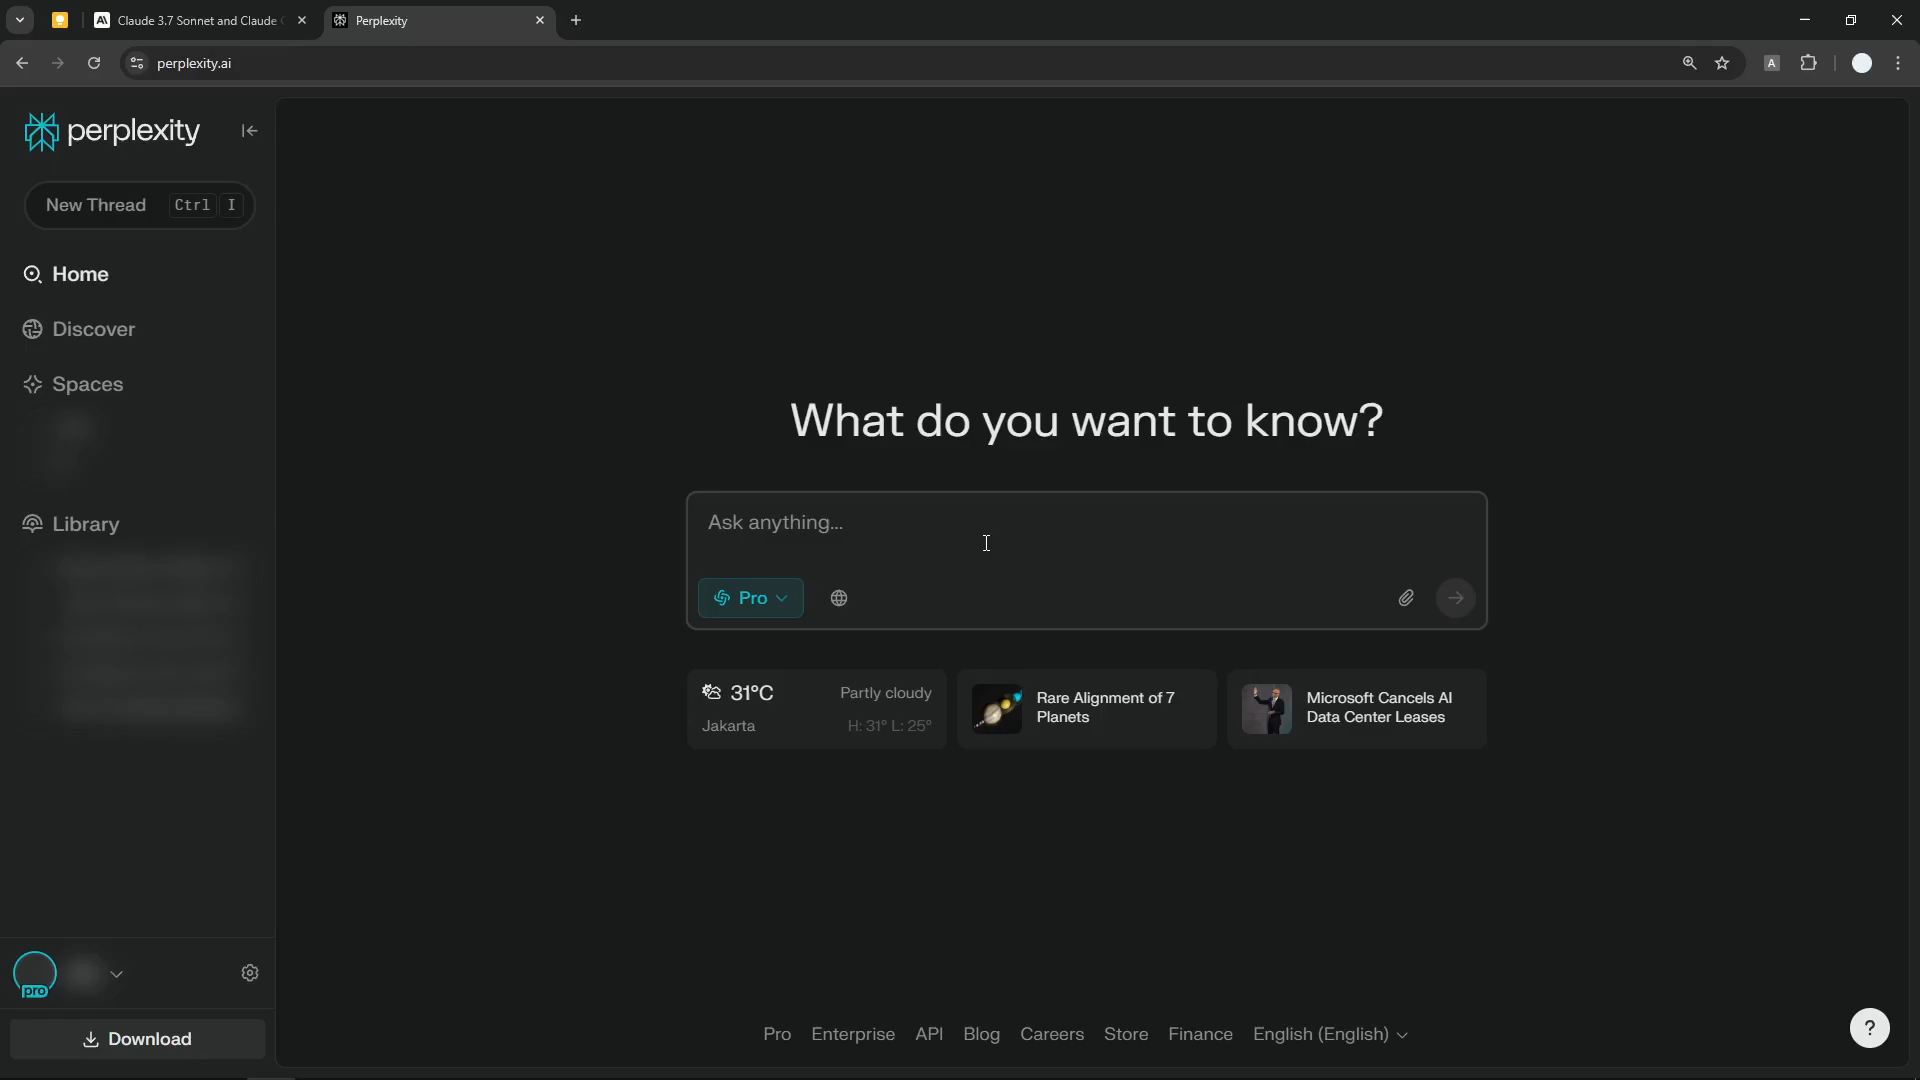 Claude 3.7 Sonnet and Claude
Perplexity
perplexity.ai
A
perplexity
New Thread Ctrl I
Home
Discover
Spaces
Library
What do you want to know?
Ask anything...
Pro
31°C Partly cloudy
Jakarta H: 31° L: 25°
Rare Alignment of 7
Planets
Microsoft Cancels AI
Data Center Leases
pro
Download
Pro Enterprise API Blog Careers Store Finance English (English)
?